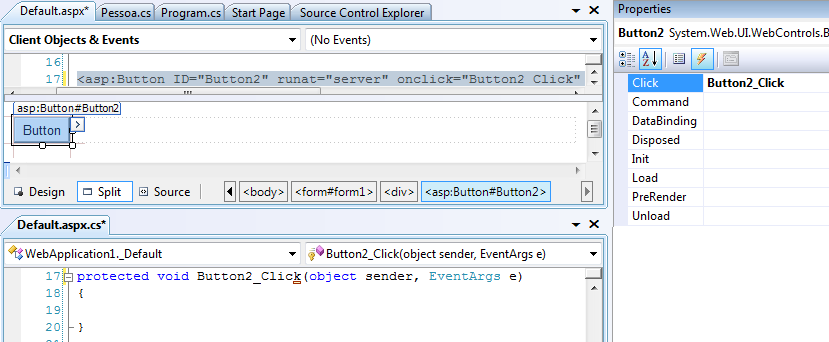 Default.aspx* Pessoa.cs Program.cs Start Page Source Control Explorer
Client Objects & Events (No Events)
16
17 <asp:Button ID="Button2" runat="server" onclick="Button2_Click"
asp:Button#Button2
Button
Design Split Source <body> <form#form1> <div> <asp:Button#Button2>
Default.aspx.cs*
WebApplication1._Default Button2_Click(object sender, EventArgs e)
17 protected void Button2_Click(object sender, EventArgs e)
18 {
19
20 }
Properties
Button2 System.Web.UI.WebControls.B
Click Button2_Click
Command
DataBinding
Disposed
Init
Load
PreRender
Unload